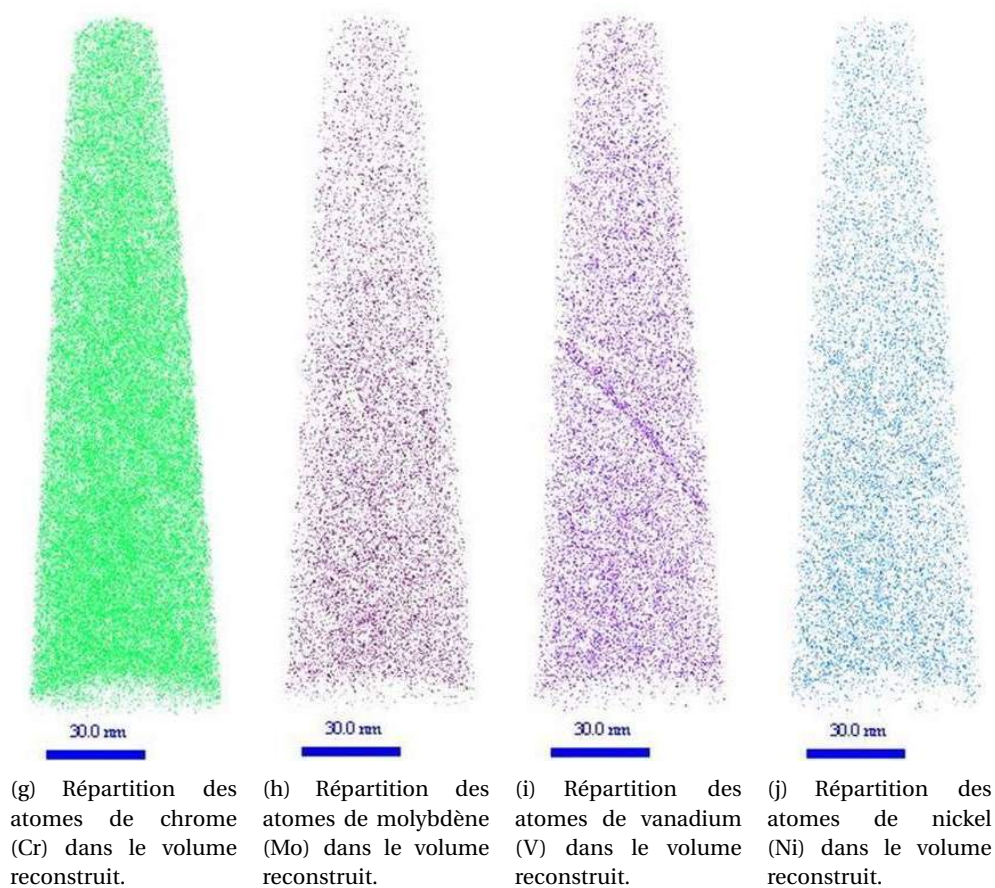 30.0 nm
30.0 nm
30.0 nm
30.0 nm
(g) Répartition des
atomes de chrome
(Cr) dans le volume
reconstruit.
(h) Répartition des
atomes de molybdène
(Mo) dans le volume
reconstruit.
(i) Répartition des
atomes de vanadium
(V) dans le volume
reconstruit.
(j) Répartition des
atomes de nickel
(Ni) dans le volume
reconstruit.